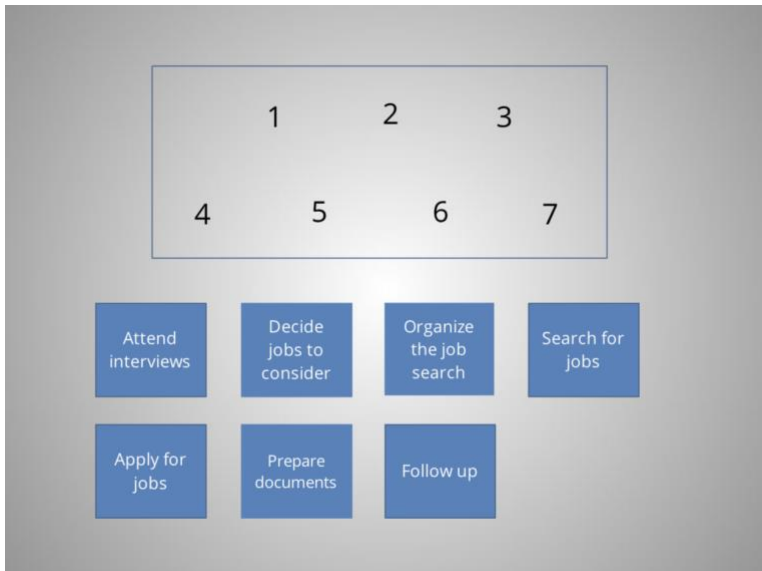 1 2 3
4 5 6 7
Attend
interviews
Decide
jobs to
consider
Organize
the job
search
Search for
jobs
Apply for
jobs
Prepare
documents
Follow up